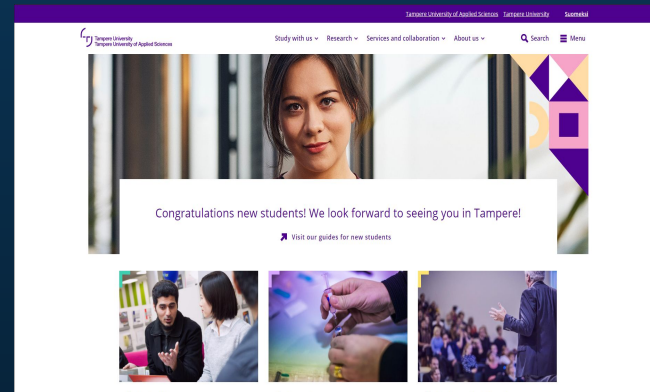 Tampere University of Applied Sciences Tampere University Suomeksi
Tampere University
Tampere University of Applied Sciences
Study with us Research Services and collaboration About us Search Menu
Congratulations new students! We look forward to seeing you in Tampere!
Visit our guides for new students